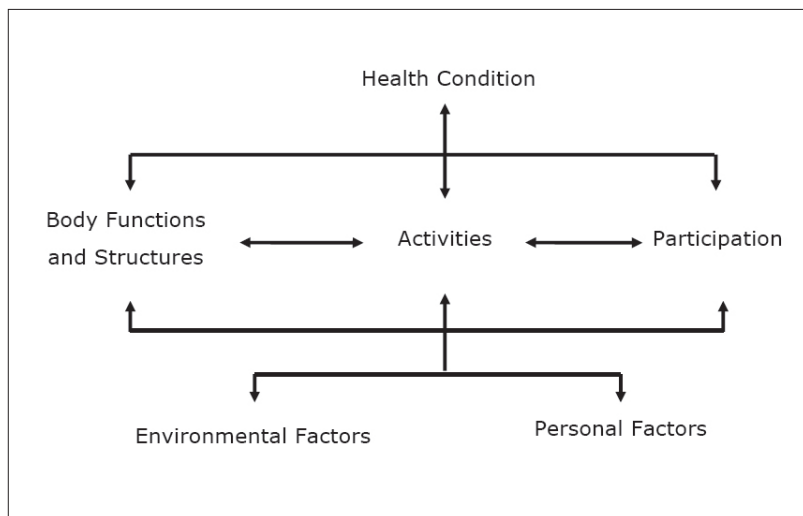 Health Condition
Body Functions
and Structures
Activities
Participation
Environmental Factors
Personal Factors